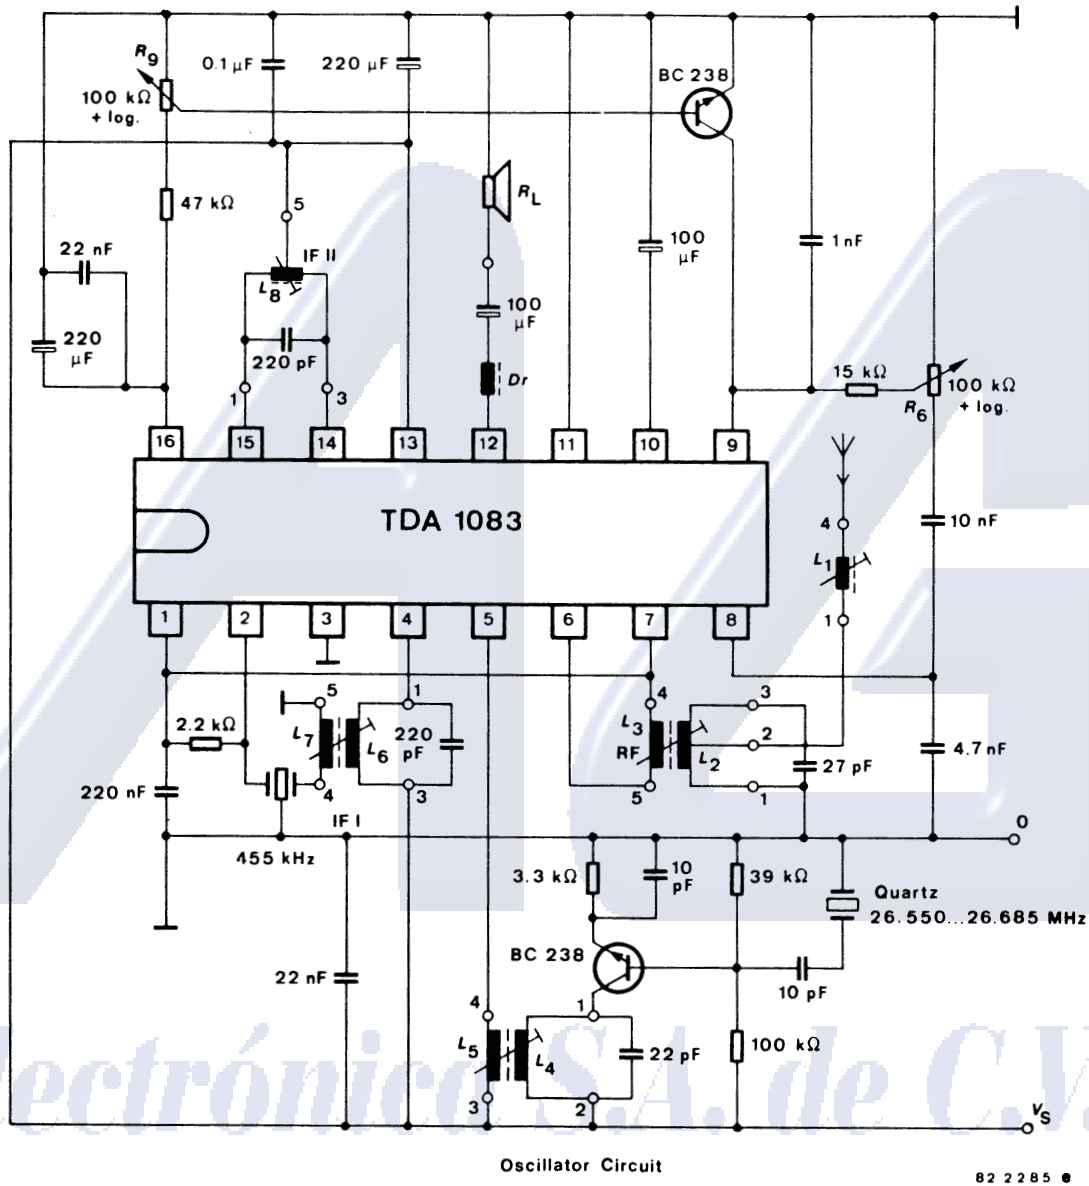 R9
100 kΩ
+ log.
0.1 µF
220 µF
BC 238
47 kΩ
5
RL
22 nF
IF II
L8
100
µF
1 nF
100
µF
220
µF
220 pF
1
3
Dr
15 kΩ
R6
100 kΩ
+ log.
16
15
14
13
12
11
10
9
TDA 1083
4
10 nF
L1
1
1
2
3
4
5
6
7
8
5
1
4
3
2.2 kΩ
L7
L6
220
pF
L3
RF
L2
2
27 pF
4.7 nF
220 nF
4
3
5
1
IF I
0
455 kHz
3.3 kΩ
10
pF
39 kΩ
Quartz
26.550...26.685 MHz
BC 238
22 nF
10 pF
4
1
L5
L4
22 pF
100 kΩ
3
2
VS
Oscillator Circuit
82 2285 e
ectrónica S.A. de C.V.